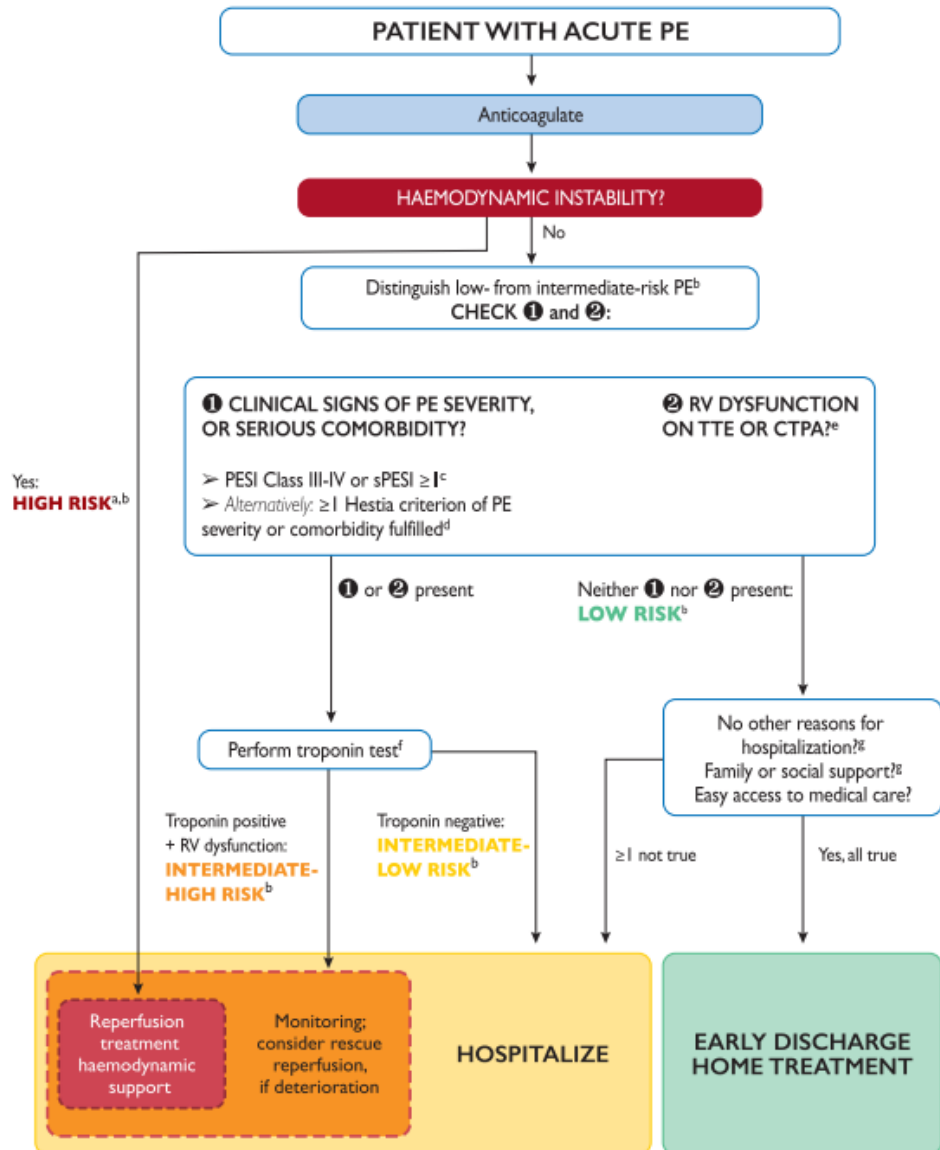 PATIENT WITH ACUTE PE
Anticoagulate
HAEMODYNAMIC INSTABILITY?
No
Distinguish low- from intermediate-risk PEᵇ
CHECK ❶ and ❷:
❶ CLINICAL SIGNS OF PE SEVERITY,
OR SERIOUS COMORBIDITY?
➢ PESI Class III-IV or sPESI ≥1ᶜ
➢ Alternatively: ≥1 Hestia criterion of PE
severity or comorbidity fulfilledᵈ
❷ RV DYSFUNCTION
ON TTE OR CTPA?ᵉ
Yes:
HIGH RISKᵃ,ᵇ
❶ or ❷ present
Neither ❶ nor ❷ present:
LOW RISKᵇ
Perform troponin testᶠ
No other reasons for
hospitalization?ᵍ
Family or social support?ᵍ
Easy access to medical care?
Troponin positive
+ RV dysfunction:
INTERMEDIATE-
HIGH RISKᵇ
Troponin negative:
INTERMEDIATE-
LOW RISKᵇ
≥1 not true
Yes, all true
Reperfusion
treatment
haemodynamic
support
Monitoring;
consider rescue
reperfusion,
if deterioration
HOSPITALIZE
EARLY DISCHARGE
HOME TREATMENT